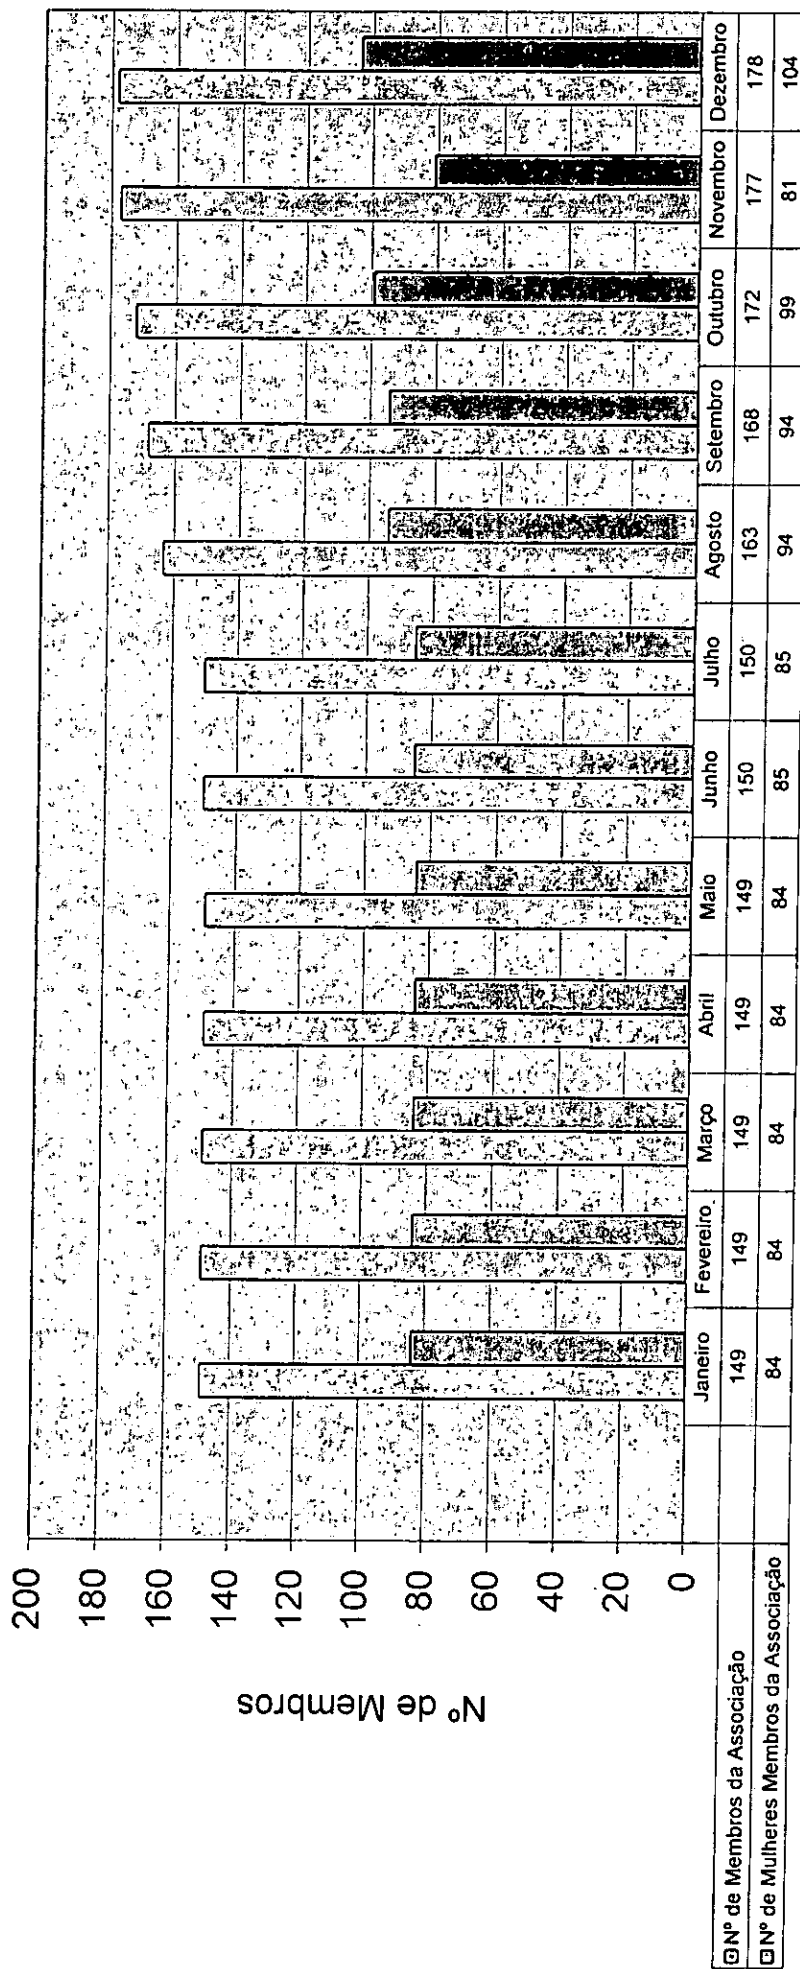 200
180
160
140
120
100
80
60
40
20
0
Nº de Membros
Janeiro Fevereiro Março Abril Maio Junho Julho Agosto Setembro Outubro Novembro Dezembro
Nº de Membros da Associação 149 149 149 149 149 150 150 163 168 172 177 178
Nº de Mulheres Membros da Associação 84 84 84 84 84 85 85 94 94 99 81 104